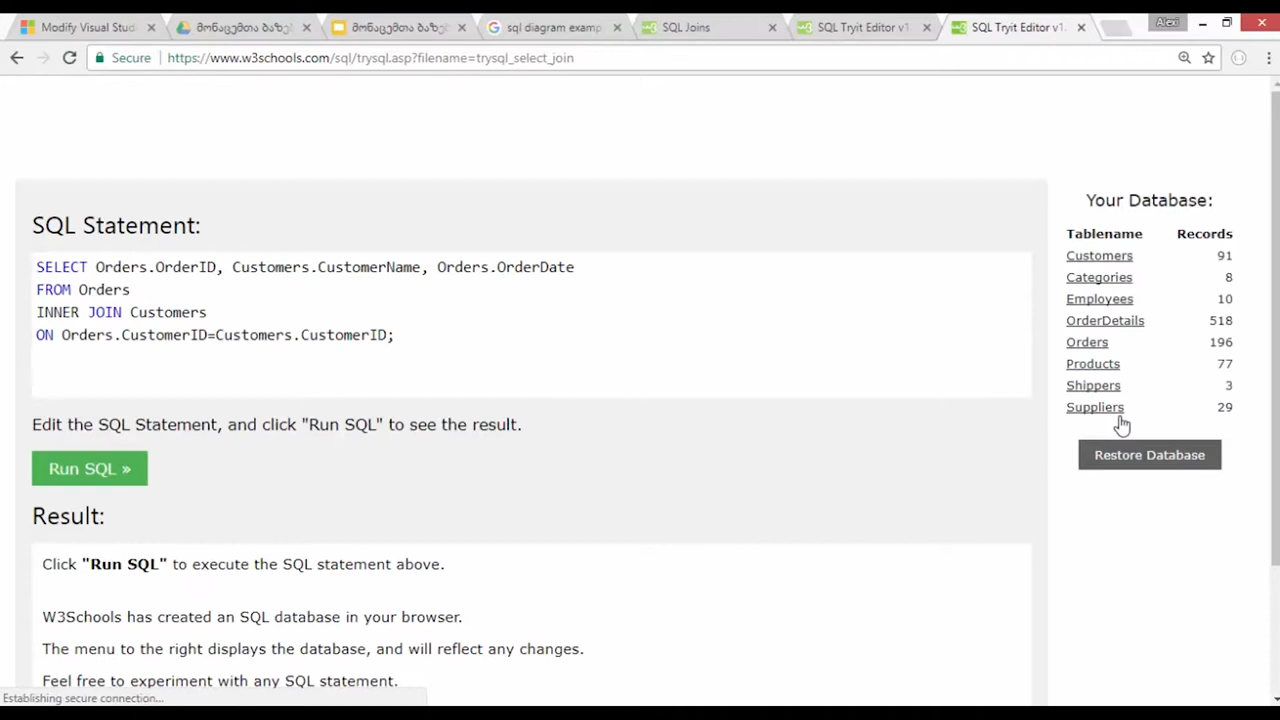 Modify Visual Studi
მონაცემთა ბაზებ
მონაცემთა ბაზებ
sql diagram examp
SQL Joins
SQL Tryit Editor v1
SQL Tryit Editor v1.
Alexi
Secure
https://www.w3schools.com/sql/trysql.asp?filename=trysql_select_join
SQL Statement:
SELECT Orders.OrderID, Customers.CustomerName, Orders.OrderDate
FROM Orders
INNER JOIN Customers
ON Orders.CustomerID=Customers.CustomerID;
Edit the SQL Statement, and click "Run SQL" to see the result.
Run SQL »
Result:
Click "Run SQL" to execute the SQL statement above.
W3Schools has created an SQL database in your browser.
The menu to the right displays the database, and will reflect any changes.
Feel free to experiment with any SQL statement.
Establishing secure connection...
Your Database:
Tablename Records
Customers 91
Categories 8
Employees 10
OrderDetails 518
Orders 196
Products 77
Shippers 3
Suppliers 29
Restore Database